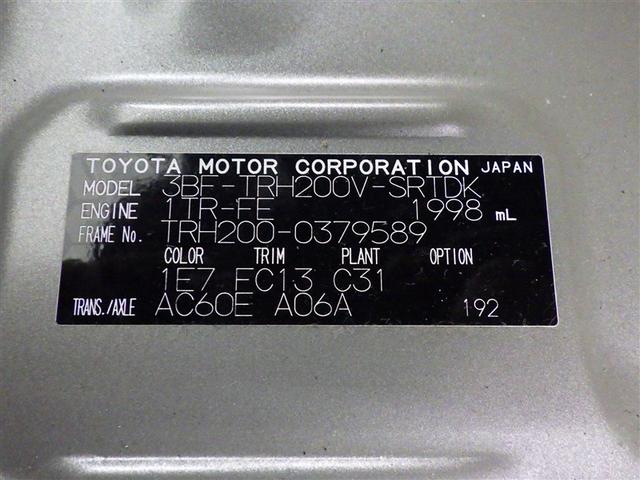 TOYOTA MOTOR CORPORATION JAPAN
MODEL 3BF-TRH200V-SRTDK
ENGINE 1TR-FE 1998 mL
FRAME No. TRH200-0379589
COLOR TRIM PLANT OPTION
1E7 EC13 C31
TRANS./AXLE AC60E A06A 192